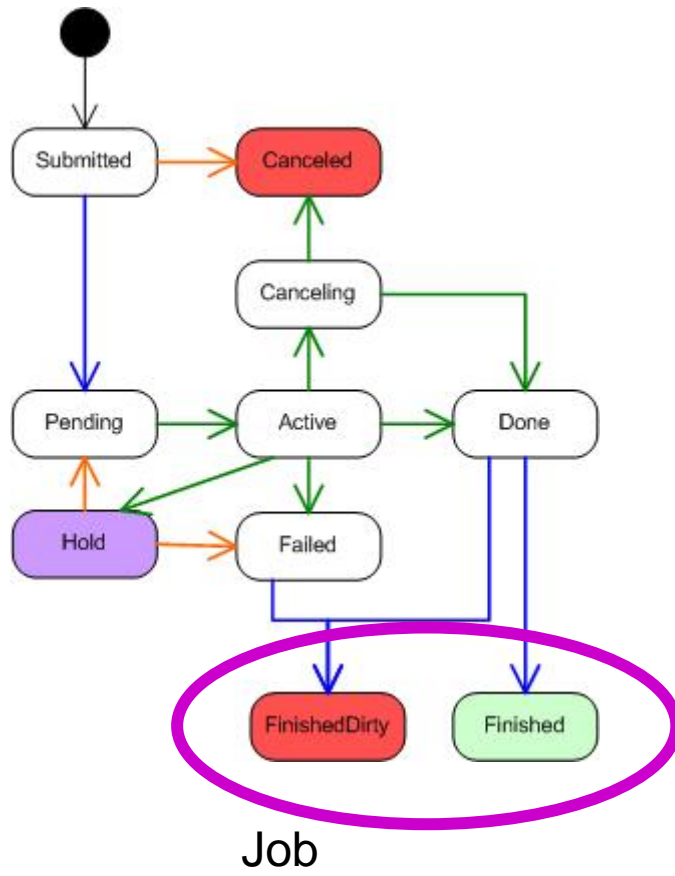 Submitted
Canceled
Canceling
Pending
Active
Done
Hold
Failed
FinishedDirty
Finished
Job